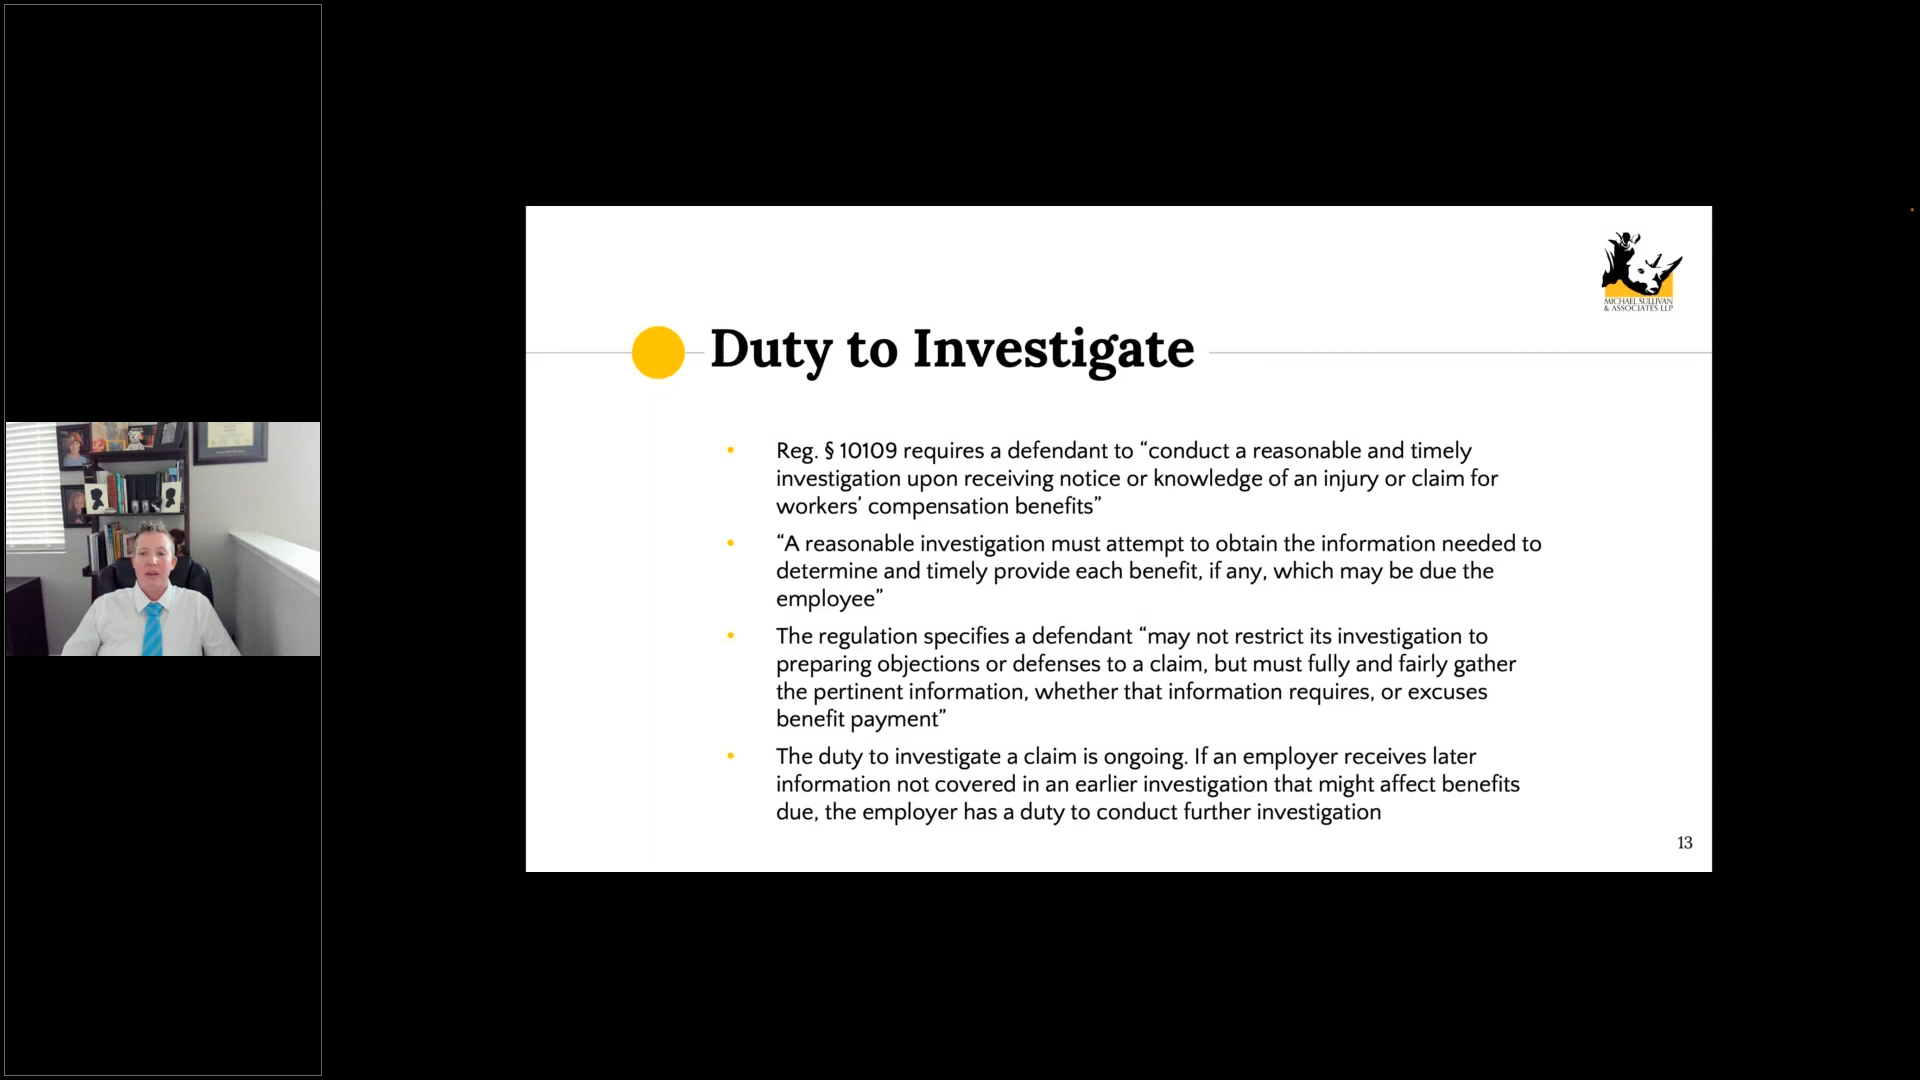 MICHAEL SULLIVAN
& ASSOCIATES LLP
Duty to Investigate
• Reg. § 10109 requires a defendant to “conduct a reasonable and timely
investigation upon receiving notice or knowledge of an injury or claim for
workers’ compensation benefits”
• “A reasonable investigation must attempt to obtain the information needed to
determine and timely provide each benefit, if any, which may be due the
employee”
• The regulation specifies a defendant “may not restrict its investigation to
preparing objections or defenses to a claim, but must fully and fairly gather
the pertinent information, whether that information requires, or excuses
benefit payment”
• The duty to investigate a claim is ongoing. If an employer receives later
information not covered in an earlier investigation that might affect benefits
due, the employer has a duty to conduct further investigation
13